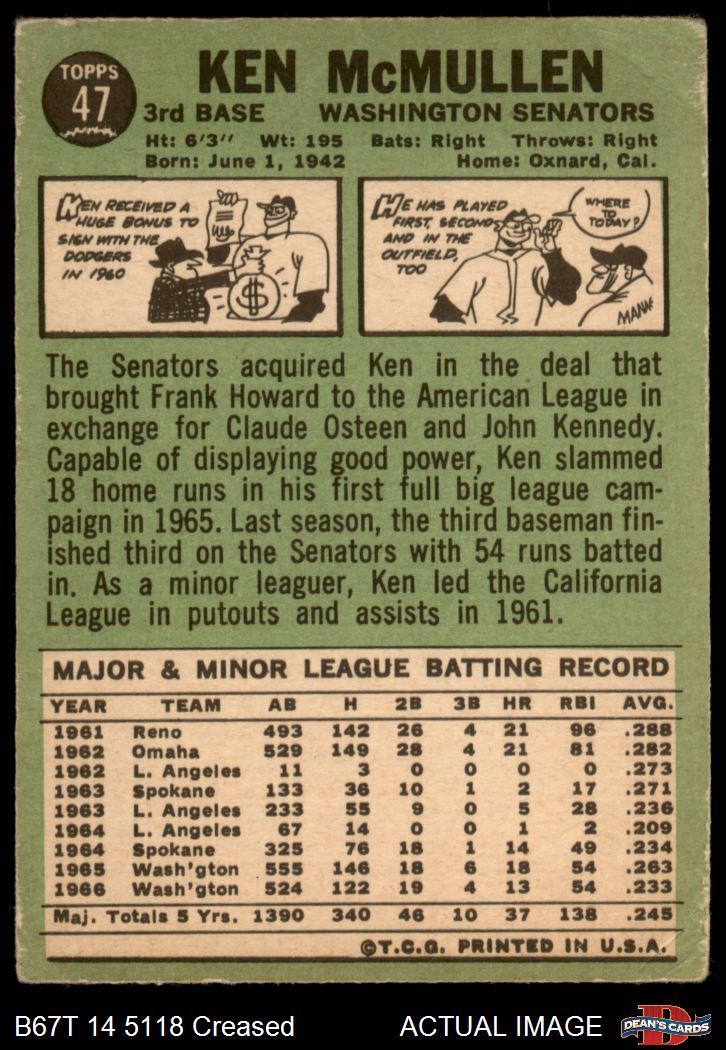 TOPPS
47
KEN McMULLEN
3rd BASE WASHINGTON SENATORS
Ht: 6'3" Wt: 195 Bats: Right Throws: Right
Born: June 1, 1942 Home: Oxnard, Cal.
KEN RECEIVED A
HUGE BONUS TO
SIGN WITH THE
DODGERS
IN 1960
$
HE HAS PLAYED
FIRST, SECOND
AND IN THE
OUTFIELD,
TOO
WHERE
TO
TODAY?
The Senators acquired Ken in the deal that
brought Frank Howard to the American League in
exchange for Claude Osteen and John Kennedy.
Capable of displaying good power, Ken slammed
18 home runs in his first full big league cam-
paign in 1965. Last season, the third baseman fin-
ished third on the Senators with 54 runs batted
in. As a minor leaguer, Ken led the California
League in putouts and assists in 1961.
MAJOR & MINOR LEAGUE BATTING RECORD
YEAR TEAM AB H 2B 3B HR RBI AVG.
1961 Reno 493 142 26 4 21 96 .288
1962 Omaha 529 149 28 4 21 81 .282
1962 L. Angeles 11 3 0 0 0 0 .273
1963 Spokane 133 36 10 1 2 17 .271
1963 L. Angeles 233 55 9 0 5 28 .236
1964 L. Angeles 67 14 0 0 1 2 .209
1964 Spokane 325 76 18 1 14 49 .234
1965 Wash'gton 555 146 18 6 18 54 .263
1966 Wash'gton 524 122 19 4 13 54 .233
Maj. Totals 5 Yrs. 1390 340 46 10 37 138 .245
©T.C.G. PRINTED IN U.S.A.
B67T 14 5118 Creased ACTUAL IMAGE
DEAN'S CARDS